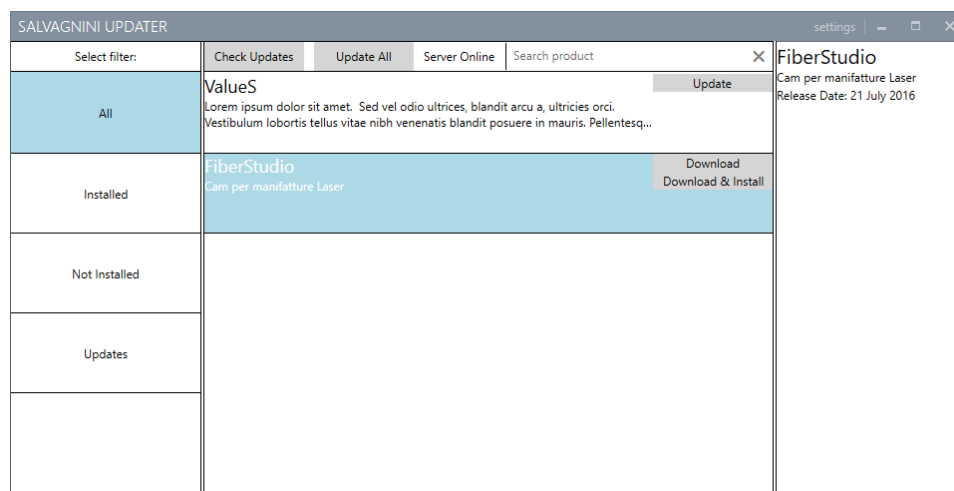 SALVAGNINI UPDATER
settings
Select filter:
All
Installed
Not Installed
Updates
Check Updates
Update All
Server Online
Search product
ValueS
Lorem ipsum dolor sit amet.  Sed vel odio ultrices, blandit arcu a, ultricies orci.
Vestibulum lobortis tellus vitae nibh venenatis blandit posuere in mauris. Pellentesq...
Update
FiberStudio
Cam per manifatture Laser
Download
Download & Install
FiberStudio
Cam per manifatture Laser
Release Date: 21 July 2016